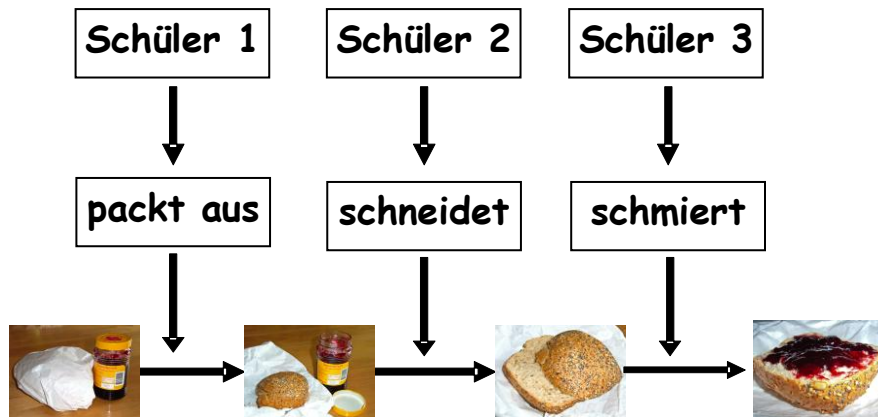 Schüler 1
Schüler 2
Schüler 3
packt aus
schneidet
schmiert